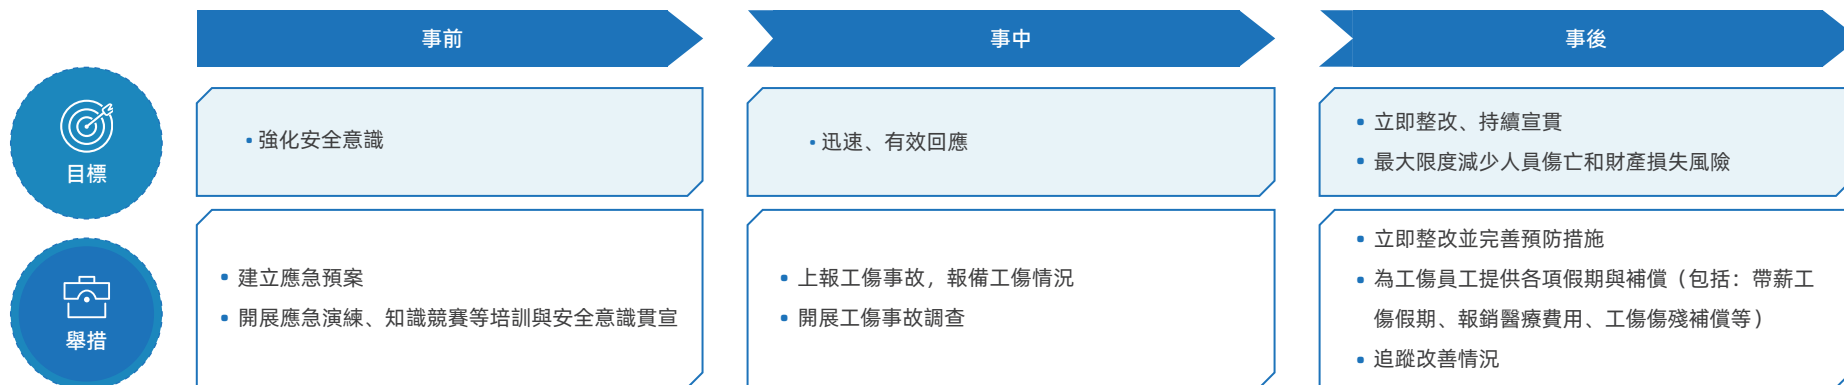 事前
事中
事後
目標
• 強化安全意識
• 迅速、有效回應
• 立即整改、持續宣貫
• 最大限度減少人員傷亡和財產損失風險
舉措
• 建立應急預案
• 開展應急演練、知識競賽等培訓與安全意識貫宣
• 上報工傷事故，報備工傷情況
• 開展工傷事故調查
• 立即整改並完善預防措施
• 為工傷員工提供各項假期與補償（包括：帶薪工
傷假期、報銷醫療費用、工傷傷殘補償等）
• 追蹤改善情況